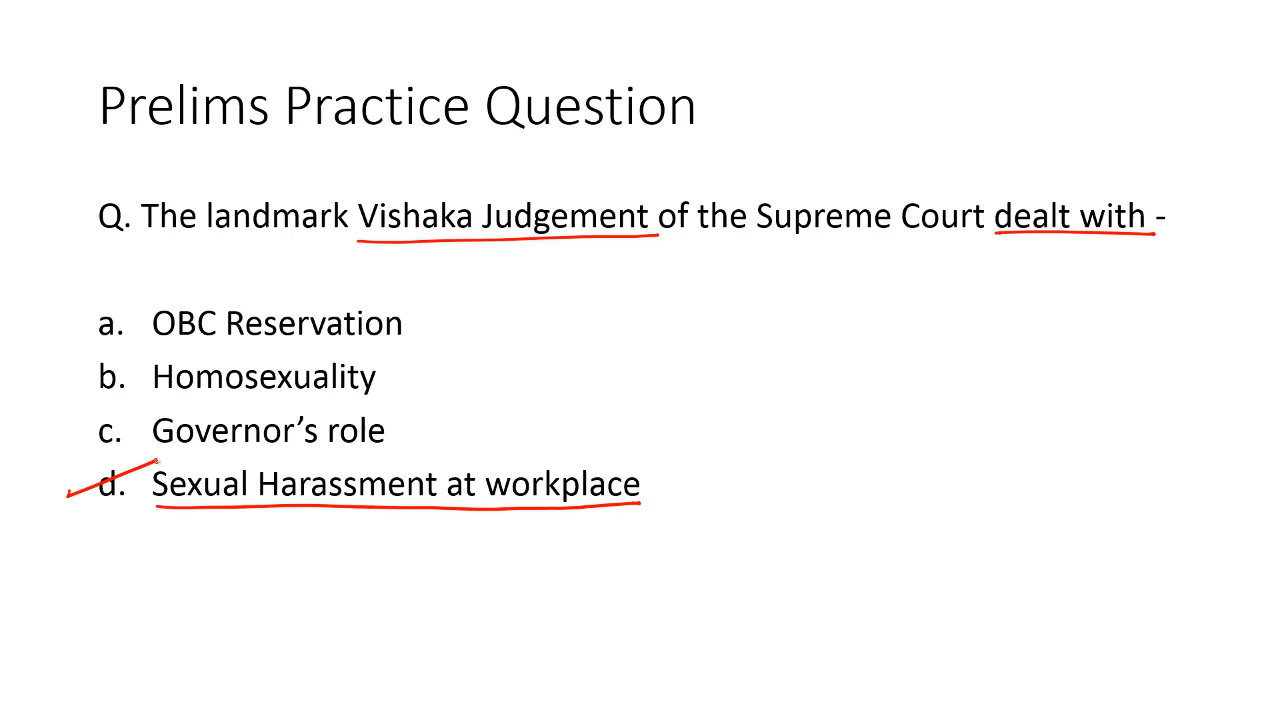 Prelims Practice Question
Q. The landmark Vishaka Judgement of the Supreme Court dealt with -
a. OBC Reservation
b. Homosexuality
c. Governor’s role
d. Sexual Harassment at workplace